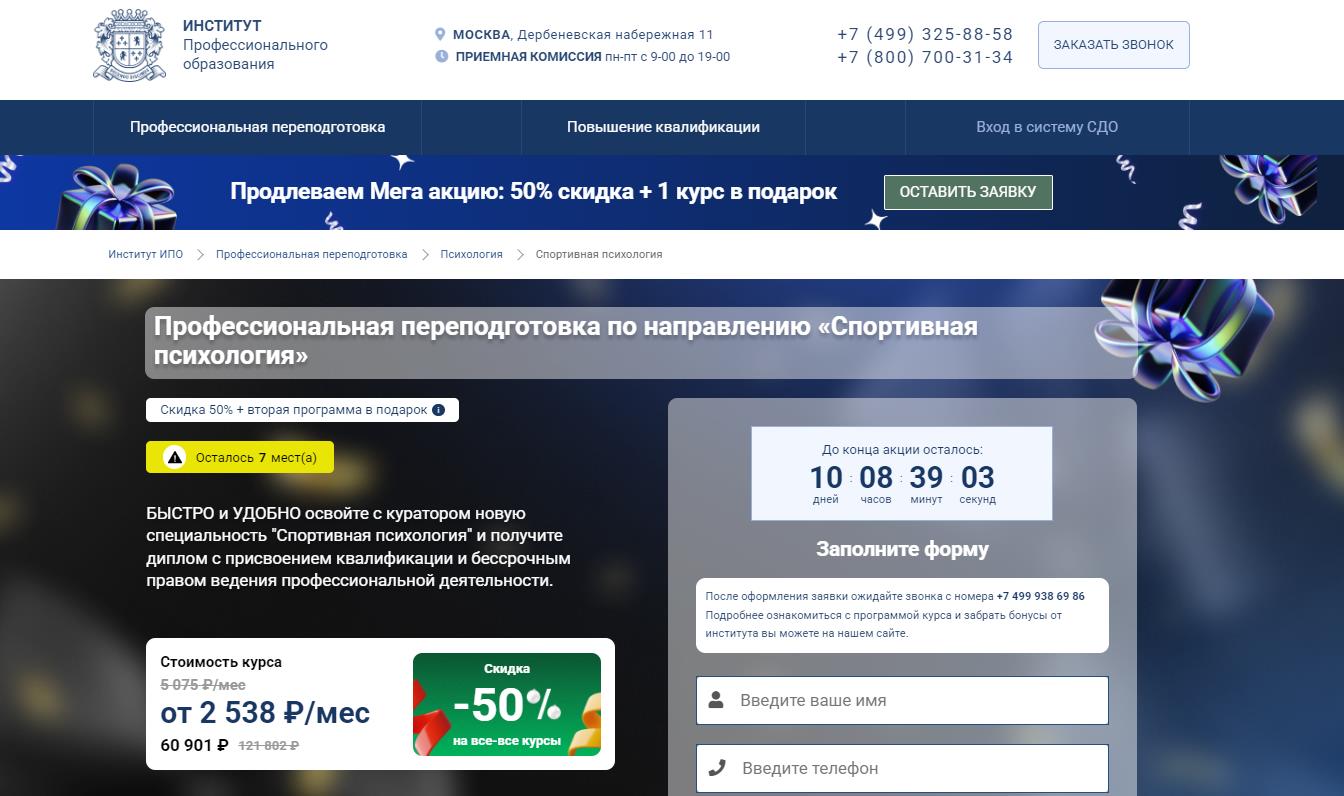 ИНСТИТУТ
Профессионального
образования
МОСКВА, Дербеневская набережная 11
ПРИЕМНАЯ КОМИССИЯ пн-пт с 9-00 до 19-00
+7 (499) 325-88-58
+7 (800) 700-31-34
ЗАКАЗАТЬ ЗВОНОК
Профессиональная переподготовка
Повышение квалификации
Вход в систему СДО
Продлеваем Мега акцию: 50% скидка + 1 курс в подарок
ОСТАВИТЬ ЗАЯВКУ
Институт ИПО
Профессиональная переподготовка
Психология
Спортивная психология
Профессиональная переподготовка по направлению «Спортивная
психология»
Скидка 50% + вторая программа в подарок
Осталось 7 мест(а)
БЫСТРО и УДОБНО освойте с куратором новую
специальность "Спортивная психология" и получите
диплом с присвоением квалификации и бессрочным
правом ведения профессиональной деятельности.
Стоимость курса
5 075 ₽/мес
от 2 538 ₽/мес
60 901 ₽ 121 802 ₽
Скидка
-50%
на все-все курсы
До конца акции осталось:
10 : 08 : 39 : 03
дней часов минут секунд
Заполните форму
После оформления заявки ожидайте звонка с номера +7 499 938 69 86
Подробнее ознакомиться с программой курса и забрать бонусы от
института вы можете на нашем сайте.
Введите ваше имя
Введите телефон